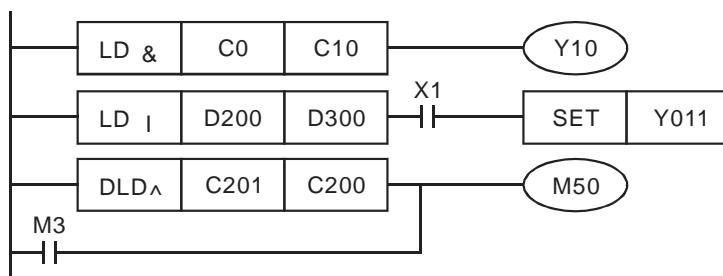 LD & C0 C10 Y10
X1
LD | D200 D300 SET Y011
DLD^ C201 C200 M50
M3